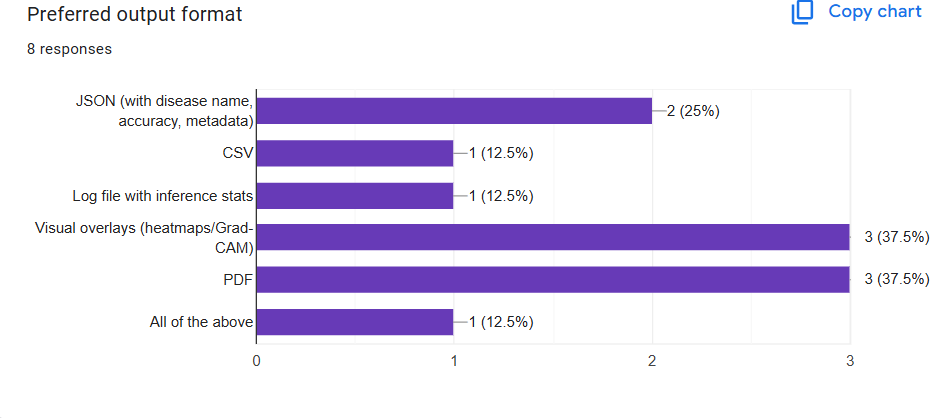 Preferred output format
Copy chart
8 responses
JSON (with disease name,
accuracy, metadata)
2 (25%)
CSV
1 (12.5%)
Log file with inference stats
1 (12.5%)
Visual overlays (heatmaps/Grad-
CAM)
3 (37.5%)
PDF
3 (37.5%)
All of the above
1 (12.5%)
0
1
2
3